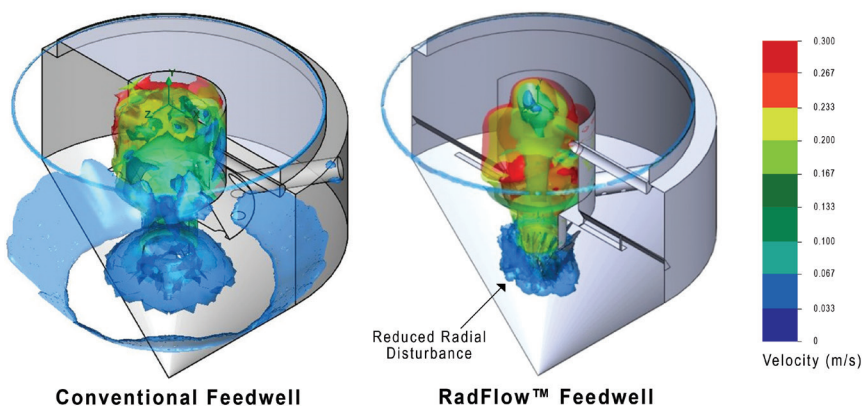 Y
Z
Reduced Radial
Disturbance
Conventional Feedwell
RadFlow™ Feedwell
0.300
0.267
0.233
0.200
0.167
0.133
0.100
0.067
0.033
0
Velocity (m/s)